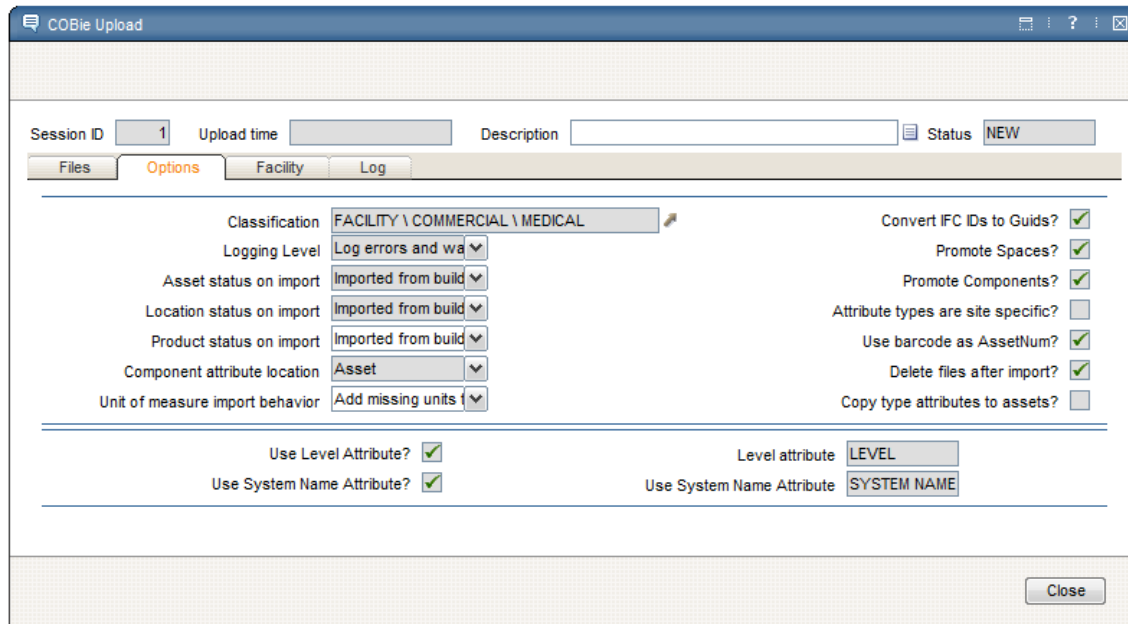 COBie Upload
Session ID 1 Upload time Description Status NEW
Files Options Facility Log
Classification FACILITY \ COMMERCIAL \ MEDICAL Convert IFC IDs to Guids?
Logging Level Log errors and wa Promote Spaces?
Asset status on import Imported from build Promote Components?
Location status on import Imported from build Attribute types are site specific?
Product status on import Imported from build Use barcode as AssetNum?
Component attribute location Asset Delete files after import?
Unit of measure import behavior Add missing units t Copy type attributes to assets?
Use Level Attribute? Level attribute LEVEL
Use System Name Attribute? Use System Name Attribute SYSTEM NAME
Close